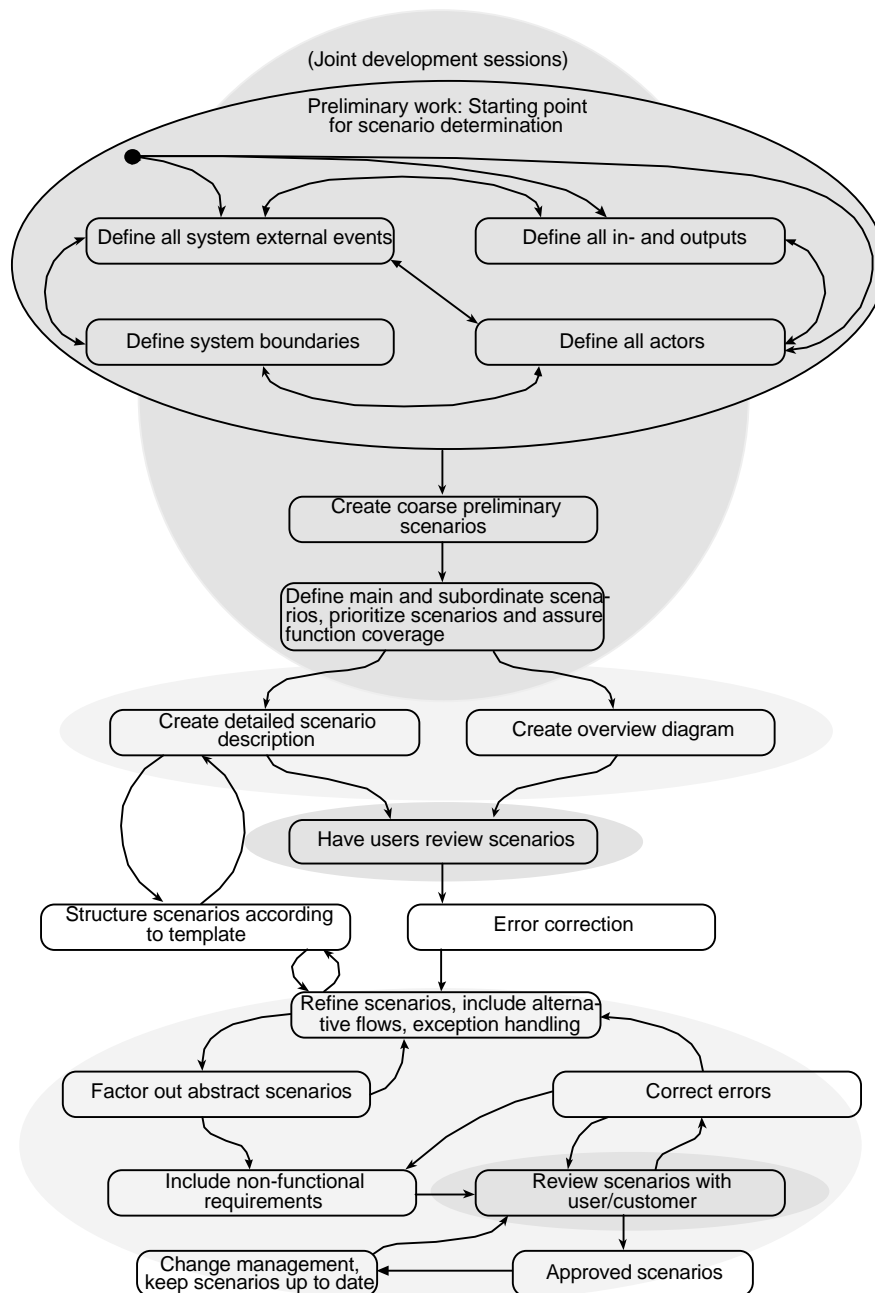 (Joint development sessions)
Preliminary work: Starting point
for scenario determination
Define all system external events
Define all in- and outputs
Define system boundaries
Define all actors
Create coarse preliminary
scenarios
Define main and subordinate scena-
rios, prioritize scenarios and assure
function coverage
Create detailed scenario
description
Create overview diagram
Have users review scenarios
Structure scenarios according
to template
Error correction
Refine scenarios, include alterna-
tive flows, exception handling
Factor out abstract scenarios
Correct errors
Include non-functional
requirements
Review scenarios with
user/customer
Change management,
keep scenarios up to date
Approved scenarios